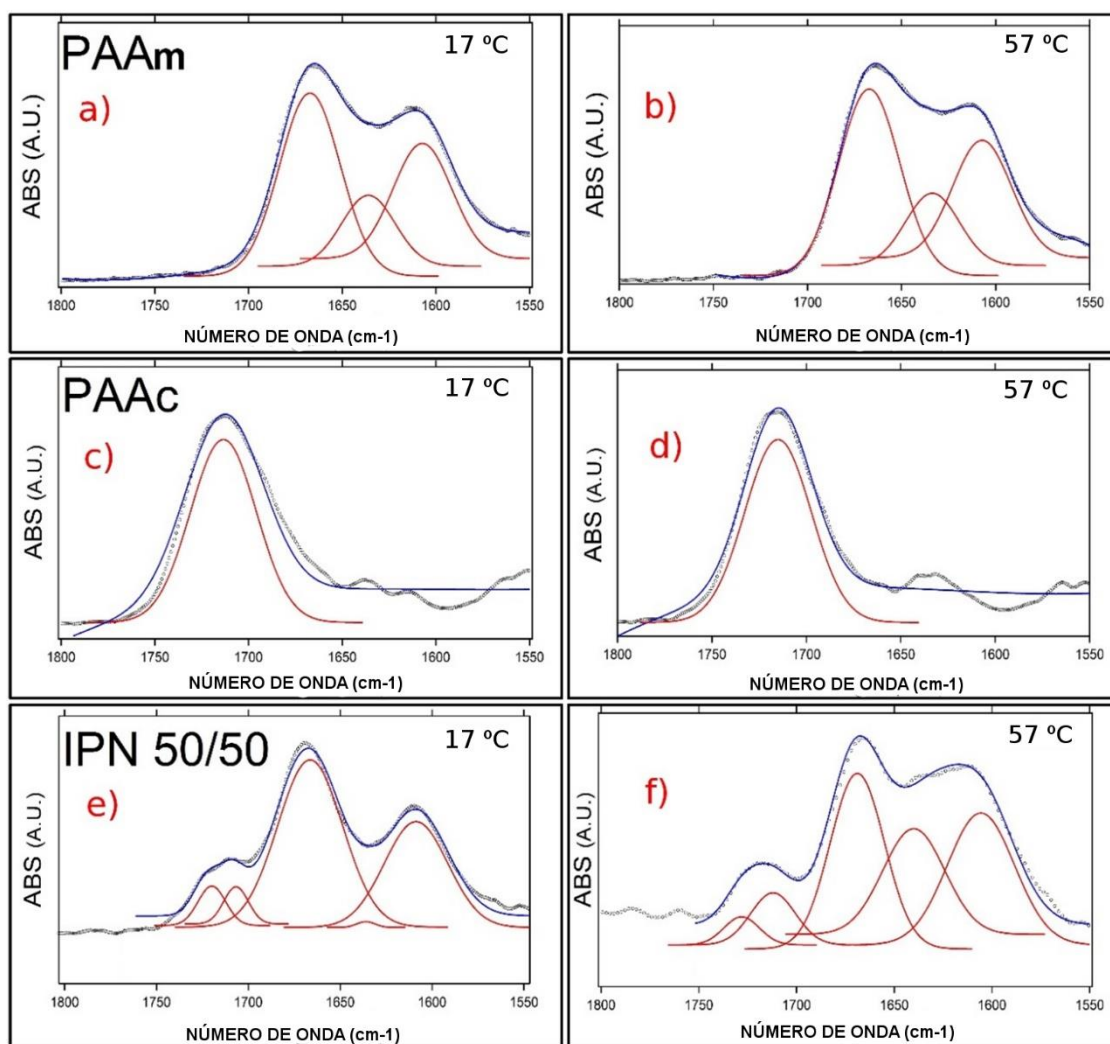 PAAm
17 ºC
a)
ABS (A.U.)
1800 1750 1700 1650 1600 1550
NÚMERO DE ONDA (cm-1)
57 ºC
b)
ABS (A.U.)
1800 1750 1700 1650 1600 1550
NÚMERO DE ONDA (cm-1)
PAAc
17 ºC
c)
ABS (A.U.)
1800 1750 1700 1650 1600 1550
NÚMERO DE ONDA (cm-1)
57 ºC
d)
ABS (A.U.)
1800 1750 1700 1650 1600 1550
NÚMERO DE ONDA (cm-1)
IPN 50/50
17 ºC
e)
ABS (A.U.)
1800 1750 1700 1650 1600 1550
NÚMERO DE ONDA (cm-1)
57 ºC
f)
ABS (A.U.)
1800 1750 1700 1650 1600 1550
NÚMERO DE ONDA (cm-1)